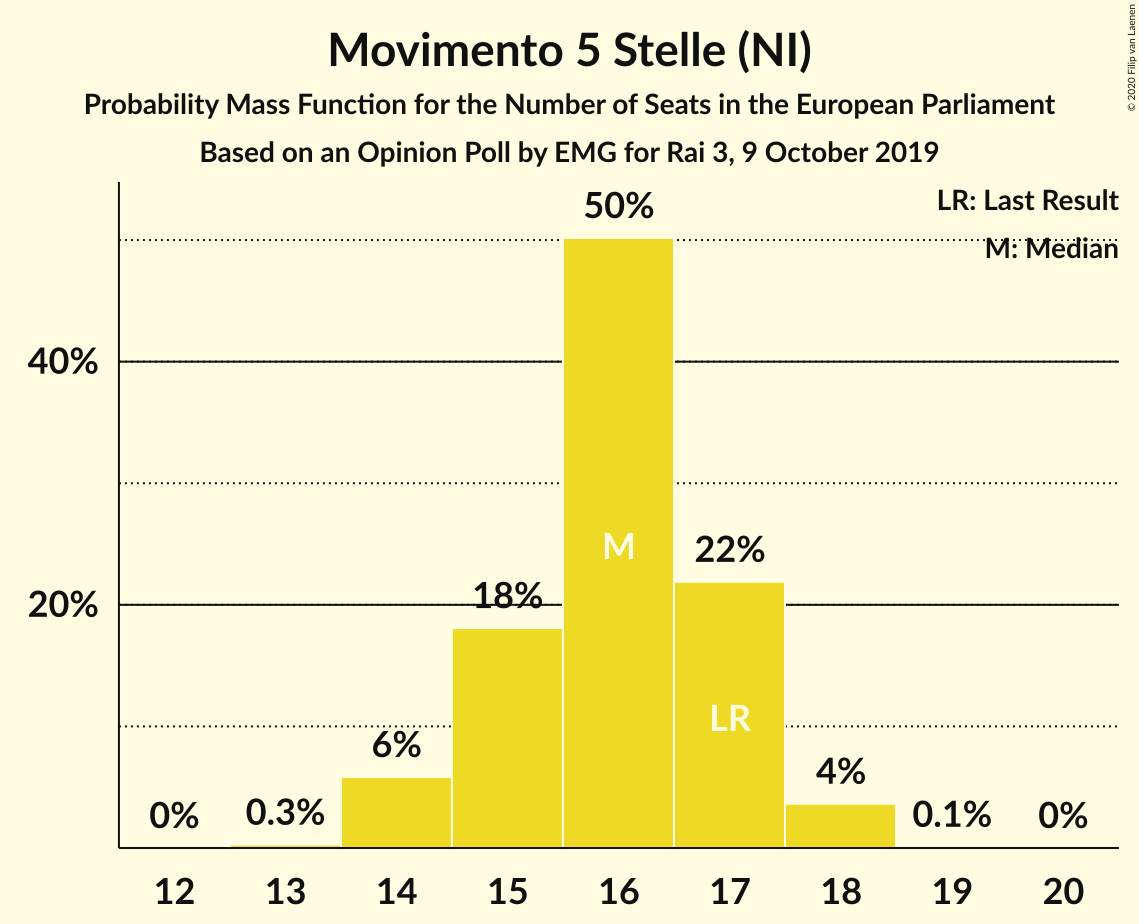 Movimento 5 Stelle (NI)
Probability Mass Function for the Number of Seats in the European Parliament
Based on an Opinion Poll by EMG for Rai 3, 9 October 2019
© 2020 Filip van Laenen
LR: Last Result
M: Median
40%
20%
0%
0.3%
6%
18%
50%
M
22%
LR
4%
0.1%
0%
12 13 14 15 16 17 18 19 20